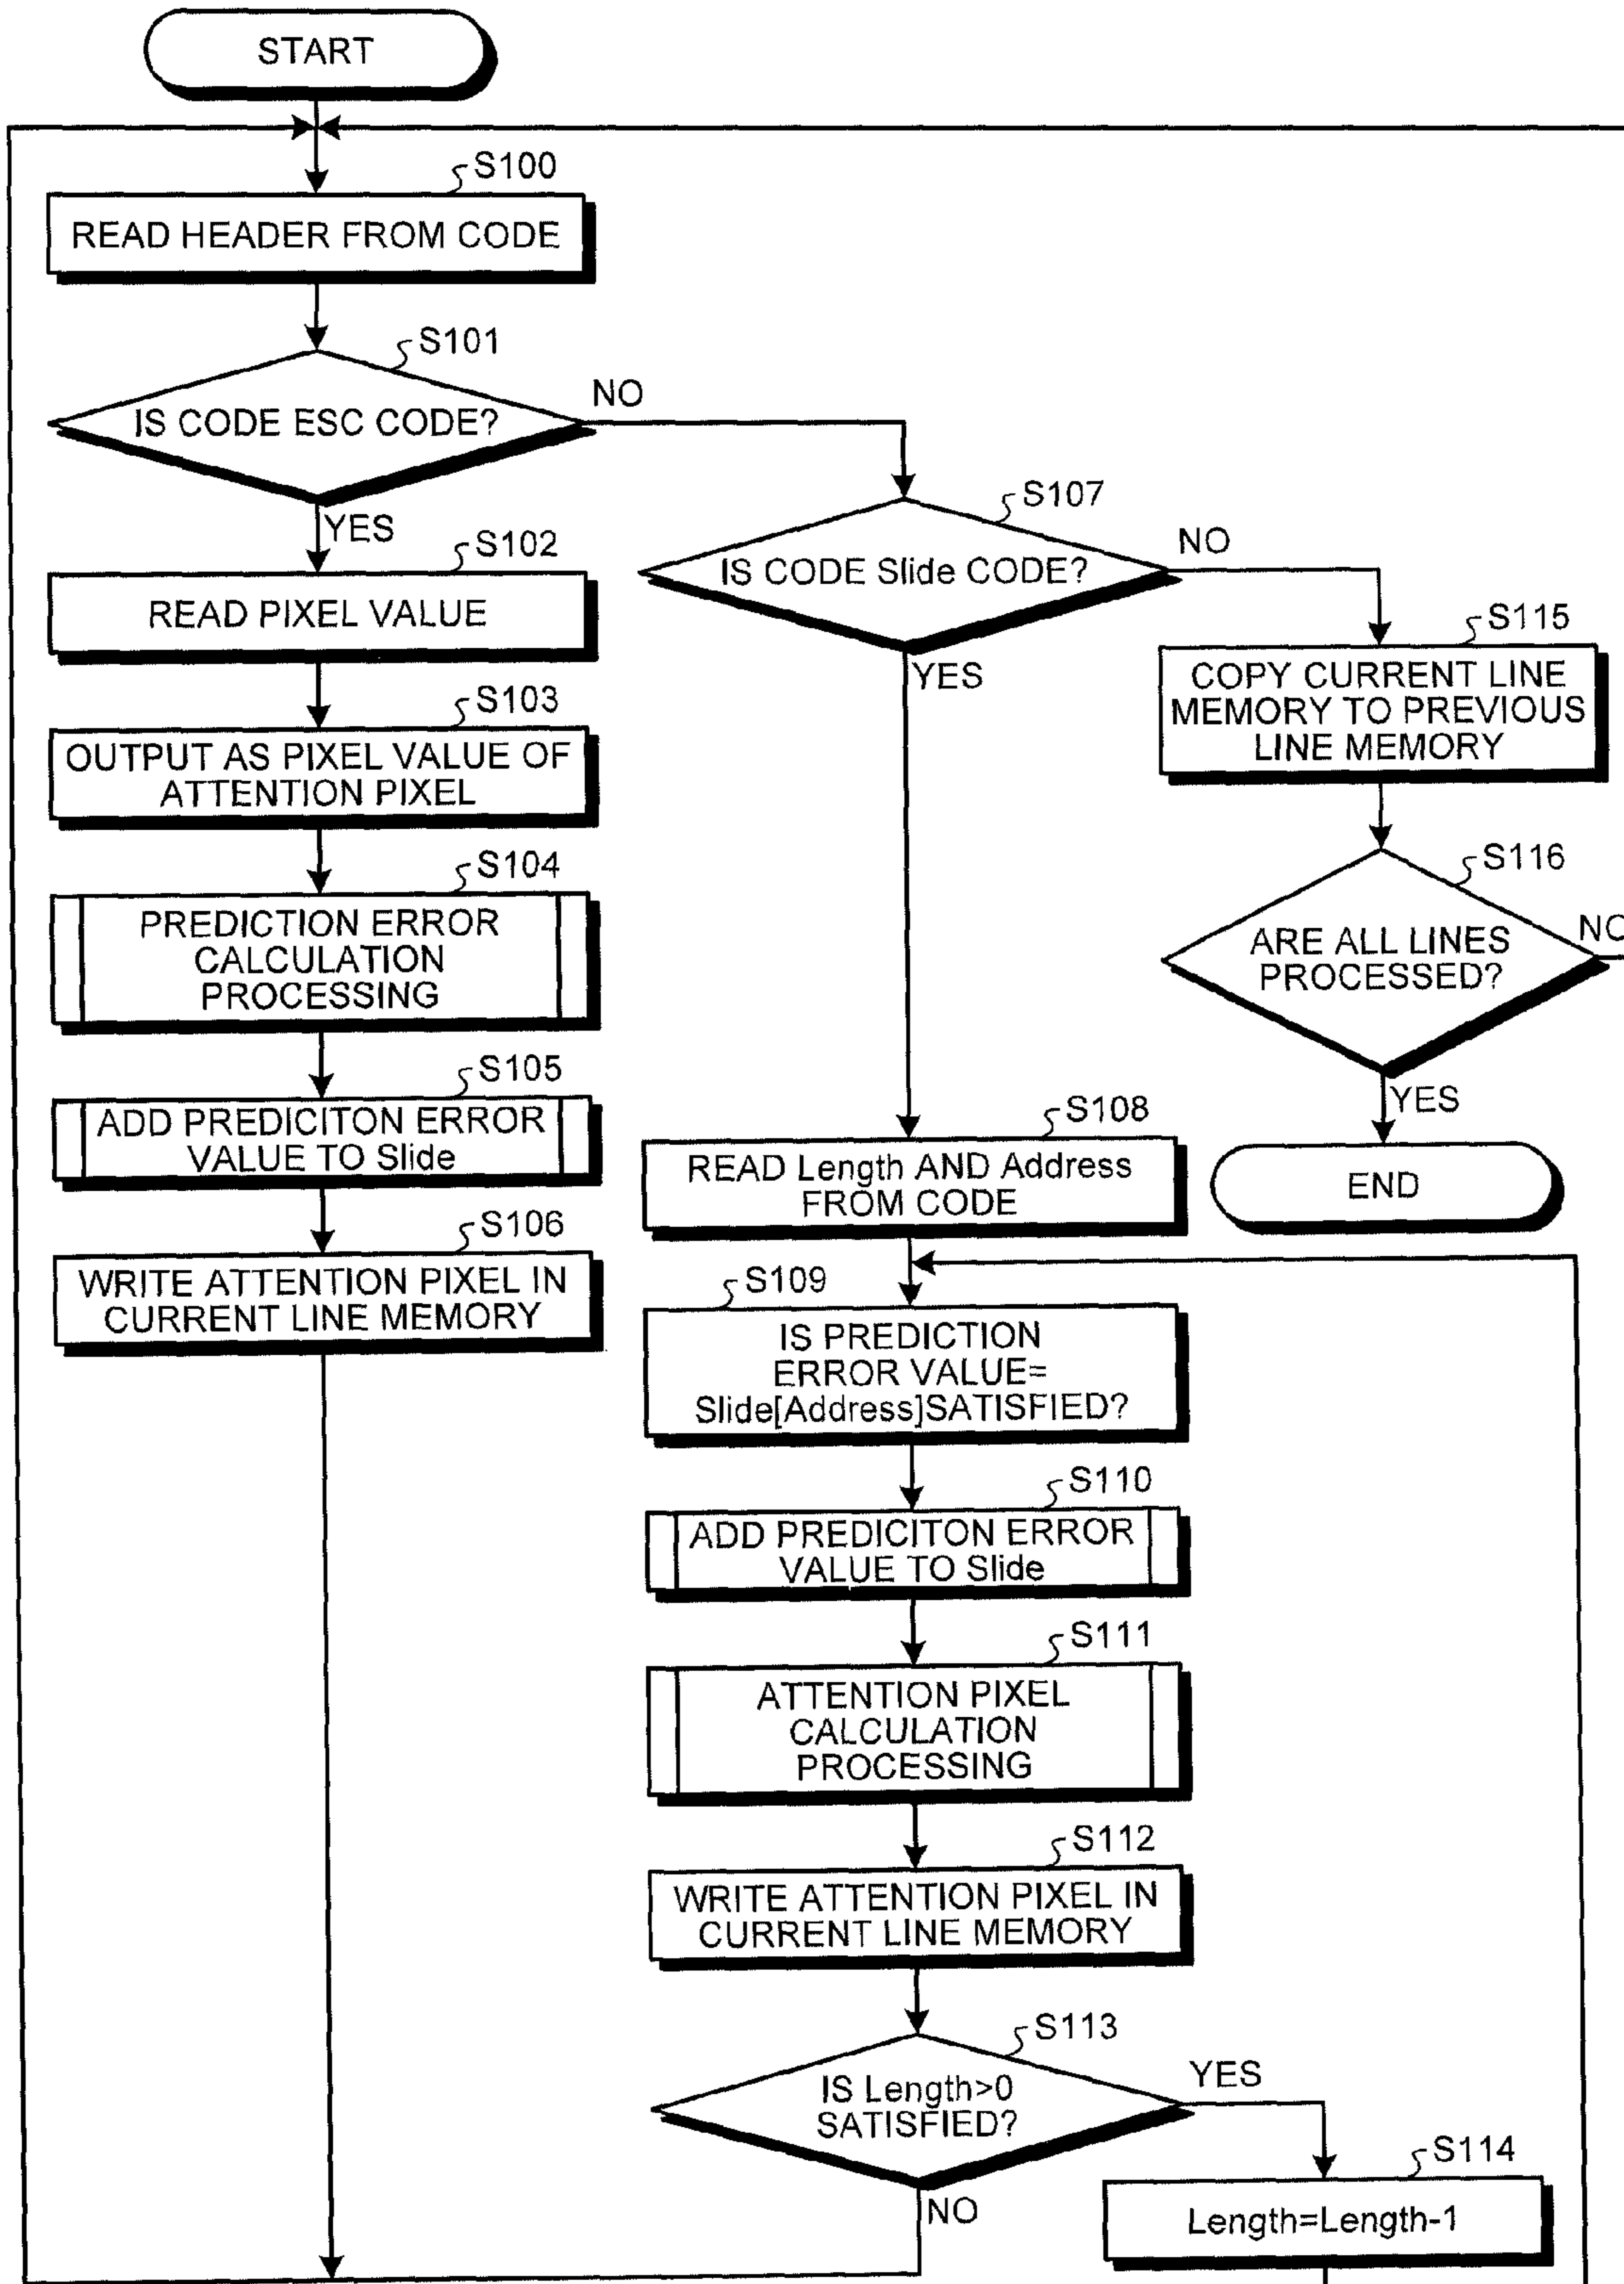 START
S100
READ HEADER FROM CODE
S101
IS CODE ESC CODE?
NO
YES
S102
READ PIXEL VALUE
S103
OUTPUT AS PIXEL VALUE OF
ATTENTION PIXEL
S104
PREDICTION ERROR
CALCULATION
PROCESSING
S105
ADD PREDICITON ERROR
VALUE TO Slide
S106
WRITE ATTENTION PIXEL IN
CURRENT LINE MEMORY
S107
IS CODE Slide CODE?
NO
YES
S115
COPY CURRENT LINE
MEMORY TO PREVIOUS
LINE MEMORY
S116
ARE ALL LINES
PROCESSED?
NO
YES
END
S108
READ Length AND Address
FROM CODE
S109
IS PREDICTION
ERROR VALUE=
Slide[Address]SATISFIED?
S110
ADD PREDICITON ERROR
VALUE TO Slide
S111
ATTENTION PIXEL
CALCULATION
PROCESSING
S112
WRITE ATTENTION PIXEL IN
CURRENT LINE MEMORY
S113
IS Length>0
SATISFIED?
YES
NO
S114
Length=Length-1